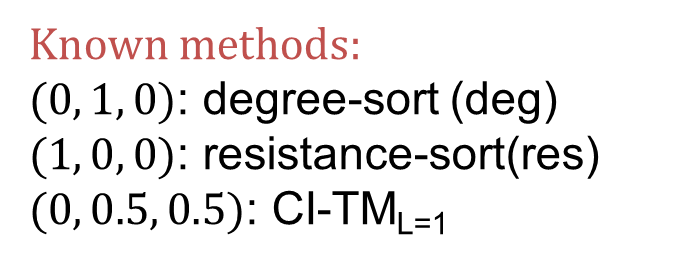 Known methods:
(0, 1, 0): degree-sort (deg)
(1, 0, 0): resistance-sort(res)
(0, 0.5, 0.5): CI-TM_{L=1}